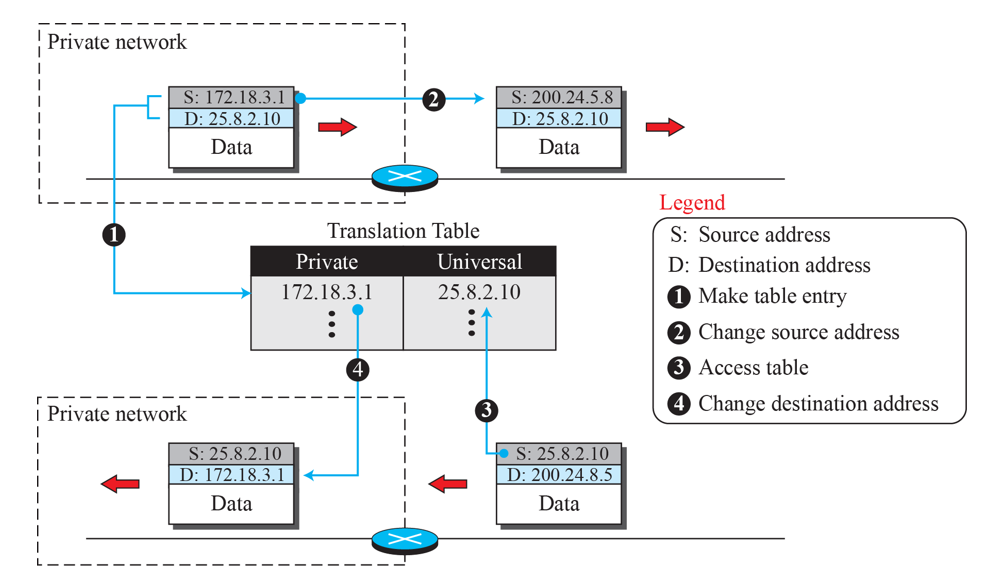 Private network
S: 172.18.3.1
D: 25.8.2.10
Data
2
S: 200.24.5.8
D: 25.8.2.10
Data
1
Translation Table
Private Universal
172.18.3.1 25.8.2.10
4
3
Legend
S: Source address
D: Destination address
1 Make table entry
2 Change source address
3 Access table
4 Change destination address
Private network
S: 25.8.2.10
D: 172.18.3.1
Data
S: 25.8.2.10
D: 200.24.8.5
Data